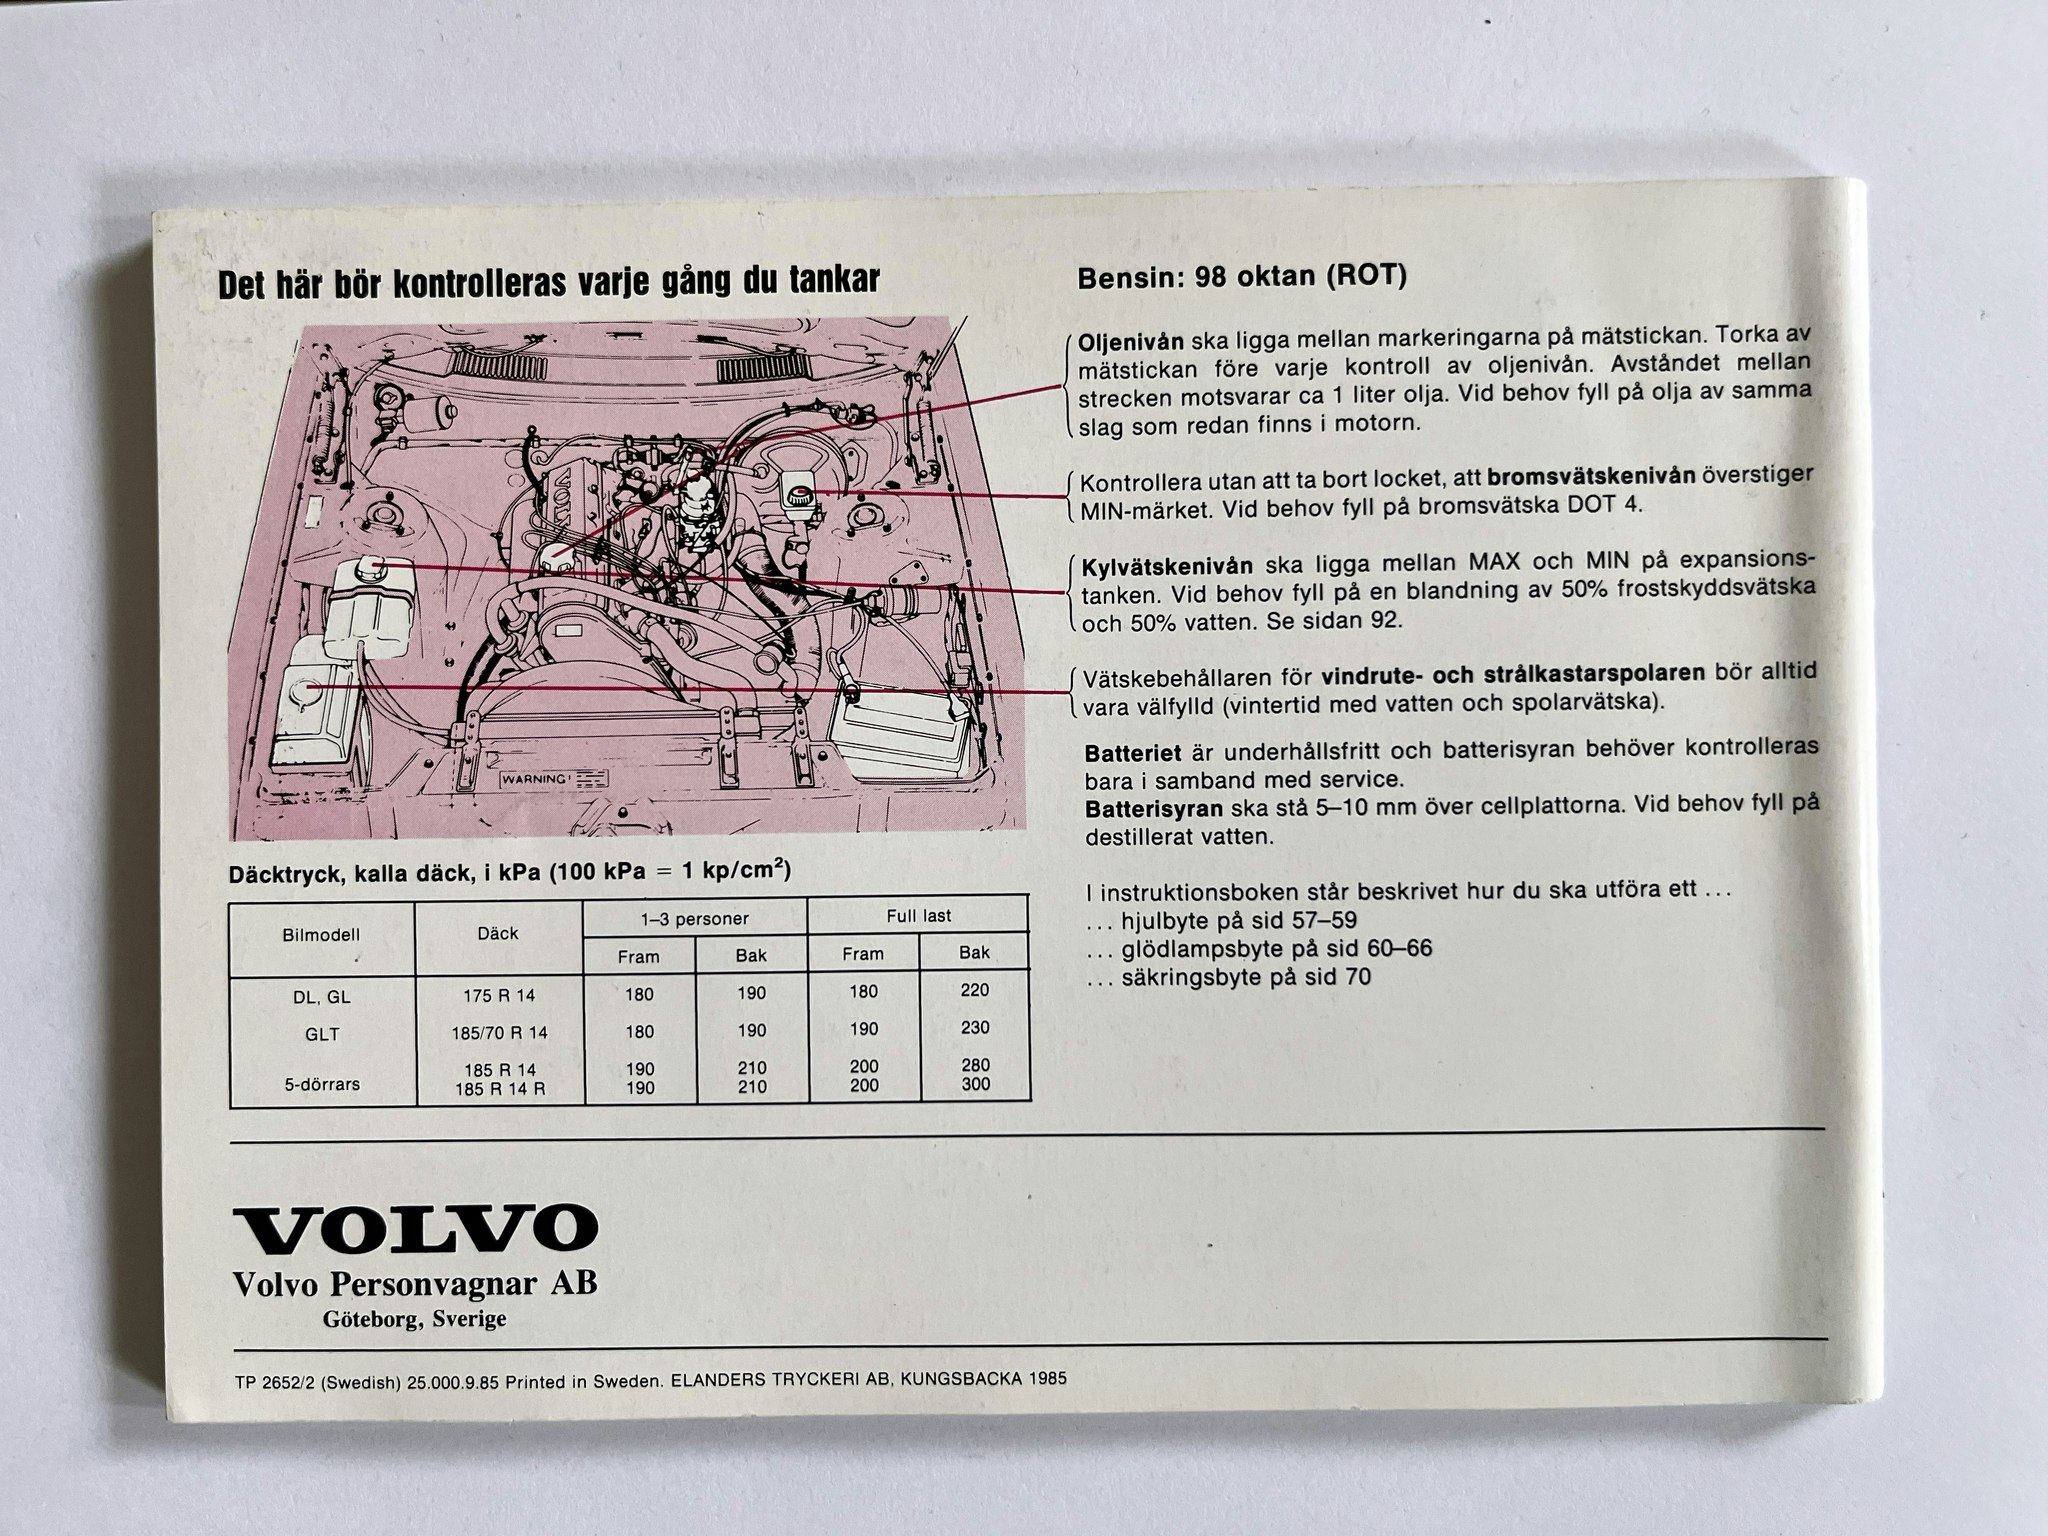 Det här bör kontrolleras varje gång du tankar
VOLVO
WARNING!
Däcktryck, kalla däck, i kPa (100 kPa = 1 kp/cm²)
Bilmodell Däck 1–3 personer Full last
Fram Bak Fram Bak
DL, GL 175 R 14 180 190 180 220
GLT 185/70 R 14 180 190 190 230
185 R 14 190 210 200 280
5-dörrars 185 R 14 R 190 210 200 300
Bensin: 98 oktan (ROT)
Oljenivån ska ligga mellan markeringarna på mätstickan. Torka av
mätstickan före varje kontroll av oljenivån. Avståndet mellan
strecken motsvarar ca 1 liter olja. Vid behov fyll på olja av samma
slag som redan finns i motorn.
Kontrollera utan att ta bort locket, att bromsvätskenivån överstiger
MIN-märket. Vid behov fyll på bromsvätska DOT 4.
Kylvätskenivån ska ligga mellan MAX och MIN på expansions-
tanken. Vid behov fyll på en blandning av 50% frostskyddsvätska
och 50% vatten. Se sidan 92.
Vätskebehållaren för vindrute- och strålkastarspolaren bör alltid
vara välfylld (vintertid med vatten och spolarvätska).
Batteriet är underhållsfritt och batterisyran behöver kontrolleras
bara i samband med service.
Batterisyran ska stå 5–10 mm över cellplattorna. Vid behov fyll på
destillerat vatten.
I instruktionsboken står beskrivet hur du ska utföra ett ...
... hjulbyte på sid 57–59
... glödlampsbyte på sid 60–66
... säkringsbyte på sid 70
VOLVO
Volvo Personvagnar AB
Göteborg, Sverige
TP 2652/2 (Swedish) 25.000.9.85 Printed in Sweden. ELANDERS TRYCKERI AB, KUNGSBACKA 1985